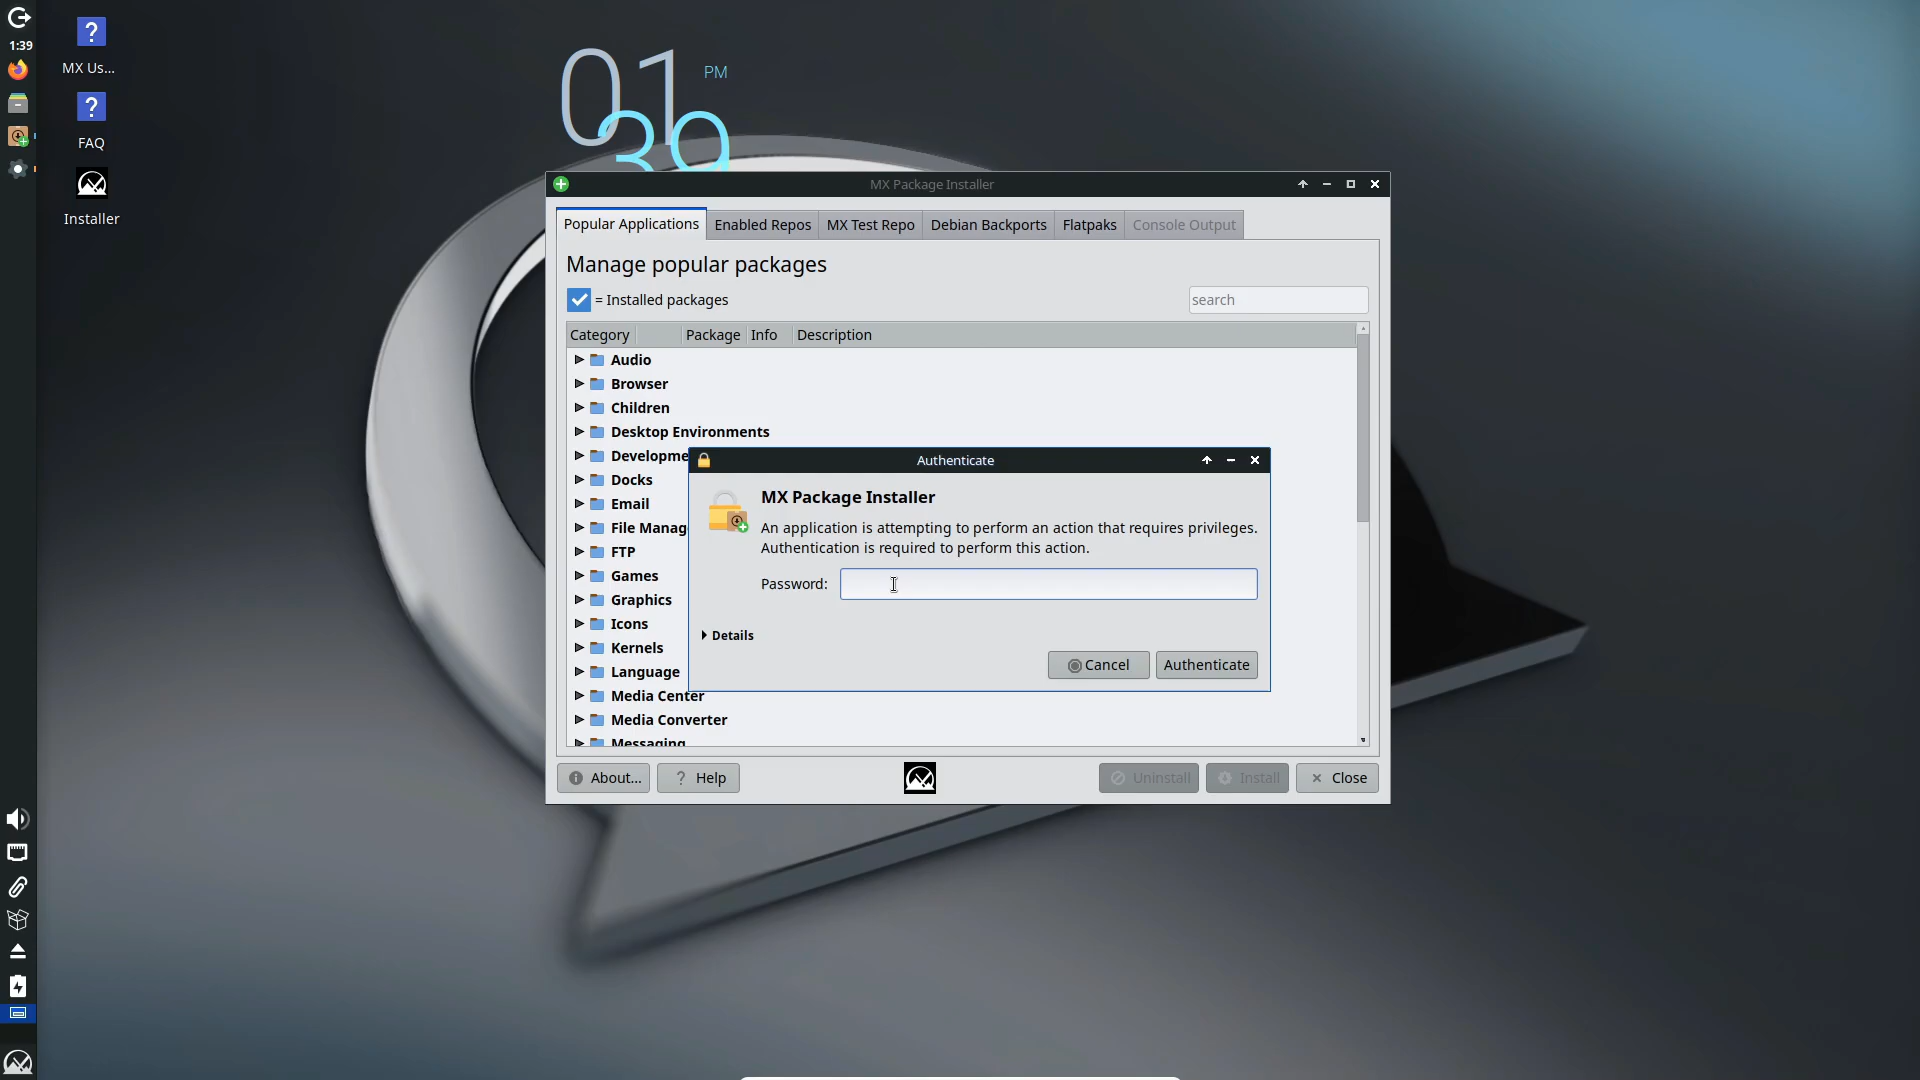 1:39
MX Us...
FAQ
Installer
01
PM
39
MX Package Installer
Popular Applications
Enabled Repos
MX Test Repo
Debian Backports
Flatpaks
Console Output
Manage popular packages
= Installed packages
search
Category
Package
Info
Description
Audio
Browser
Children
Desktop Environments
Developme
Docks
Email
File Manag
FTP
Games
Graphics
Icons
Kernels
Language
Media Center
Media Converter
Messaging
Authenticate
MX Package Installer
An application is attempting to perform an action that requires privileges.
Authentication is required to perform this action.
Password:
Details
Cancel
Authenticate
About...
? Help
Uninstall
Install
Close